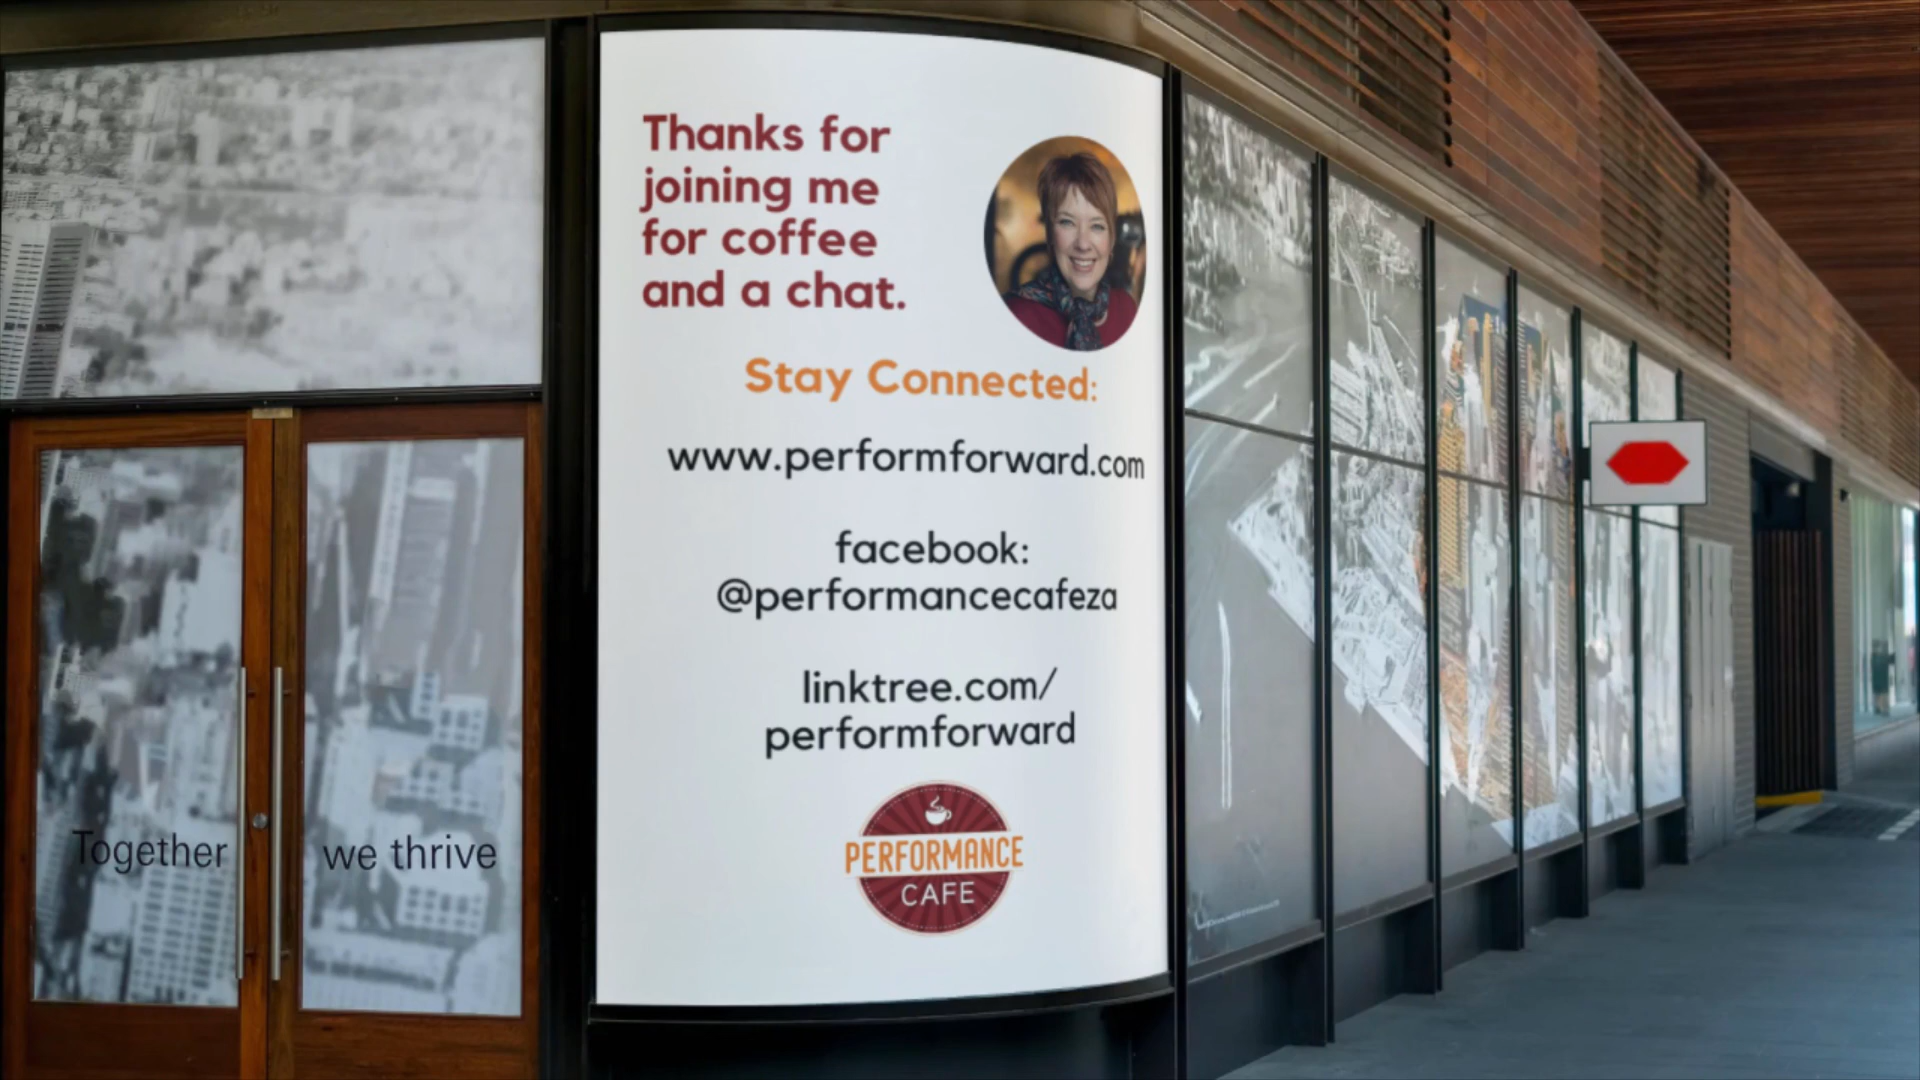 Thanks for
joining me
for coffee
and a chat.
Stay Connected:
www.performforward.com
facebook:
@performancecafeza
linktree.com/
performforward
PERFORMANCE
CAFE
Together we thrive